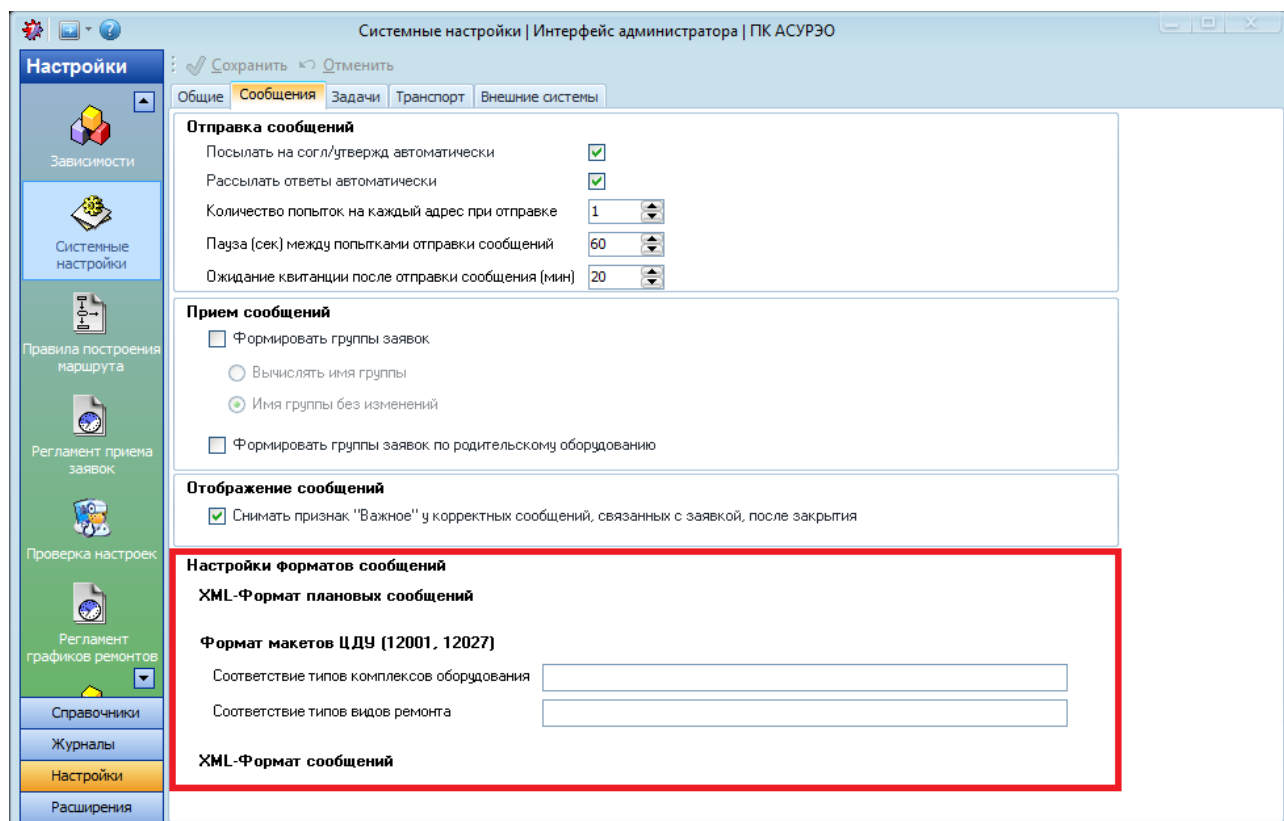 Системные настройки | Интерфейс администратора | ПК АСУРЭО
Настройки
Сохранить Отменить
Общие Сообщения Задачи Транспорт Внешние системы
Зависимости
Системные
настройки
Правила построения
маршрута
Регламент приема
заявок
Проверка настроек
Регламент
графиков ремонтов
Справочники
Журналы
Настройки
Расширения
Отправка сообщений
Посылать на согл/утвержд автоматически
Рассылать ответы автоматически
Количество попыток на каждый адрес при отправке 1
Пауза (сек) между попытками отправки сообщений 60
Ожидание квитанции после отправки сообщения (мин) 20
Прием сообщений
Формировать группы заявок
Вычислять имя группы
Имя группы без изменений
Формировать группы заявок по родительскому оборудованию
Отображение сообщений
Снимать признак "Важное" у корректных сообщений, связанных с заявкой, после закрытия
Настройки форматов сообщений
XML-Формат плановых сообщений
Формат макетов ЦДУ (12001, 12027)
Соответствие типов комплексов оборудования
Соответствие типов видов ремонта
XML-Формат сообщений